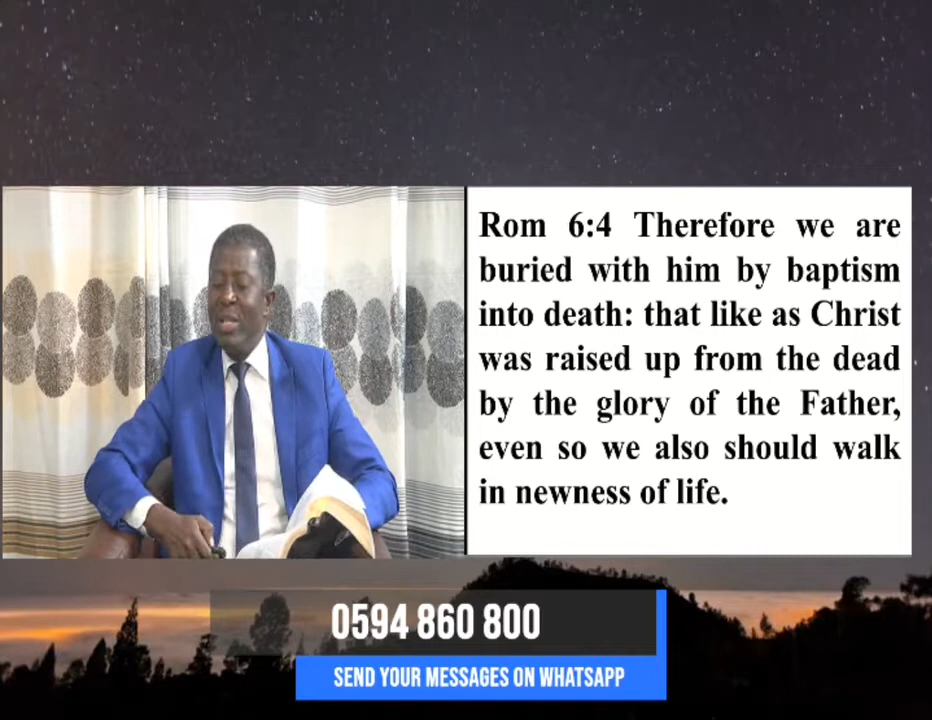 Rom 6:4 Therefore we are
buried with him by baptism
into death: that like as Christ
was raised up from the dead
by the glory of the Father,
even so we also should walk
in newness of life.
0594 860 800
SEND YOUR MESSAGES ON WHATSAPP